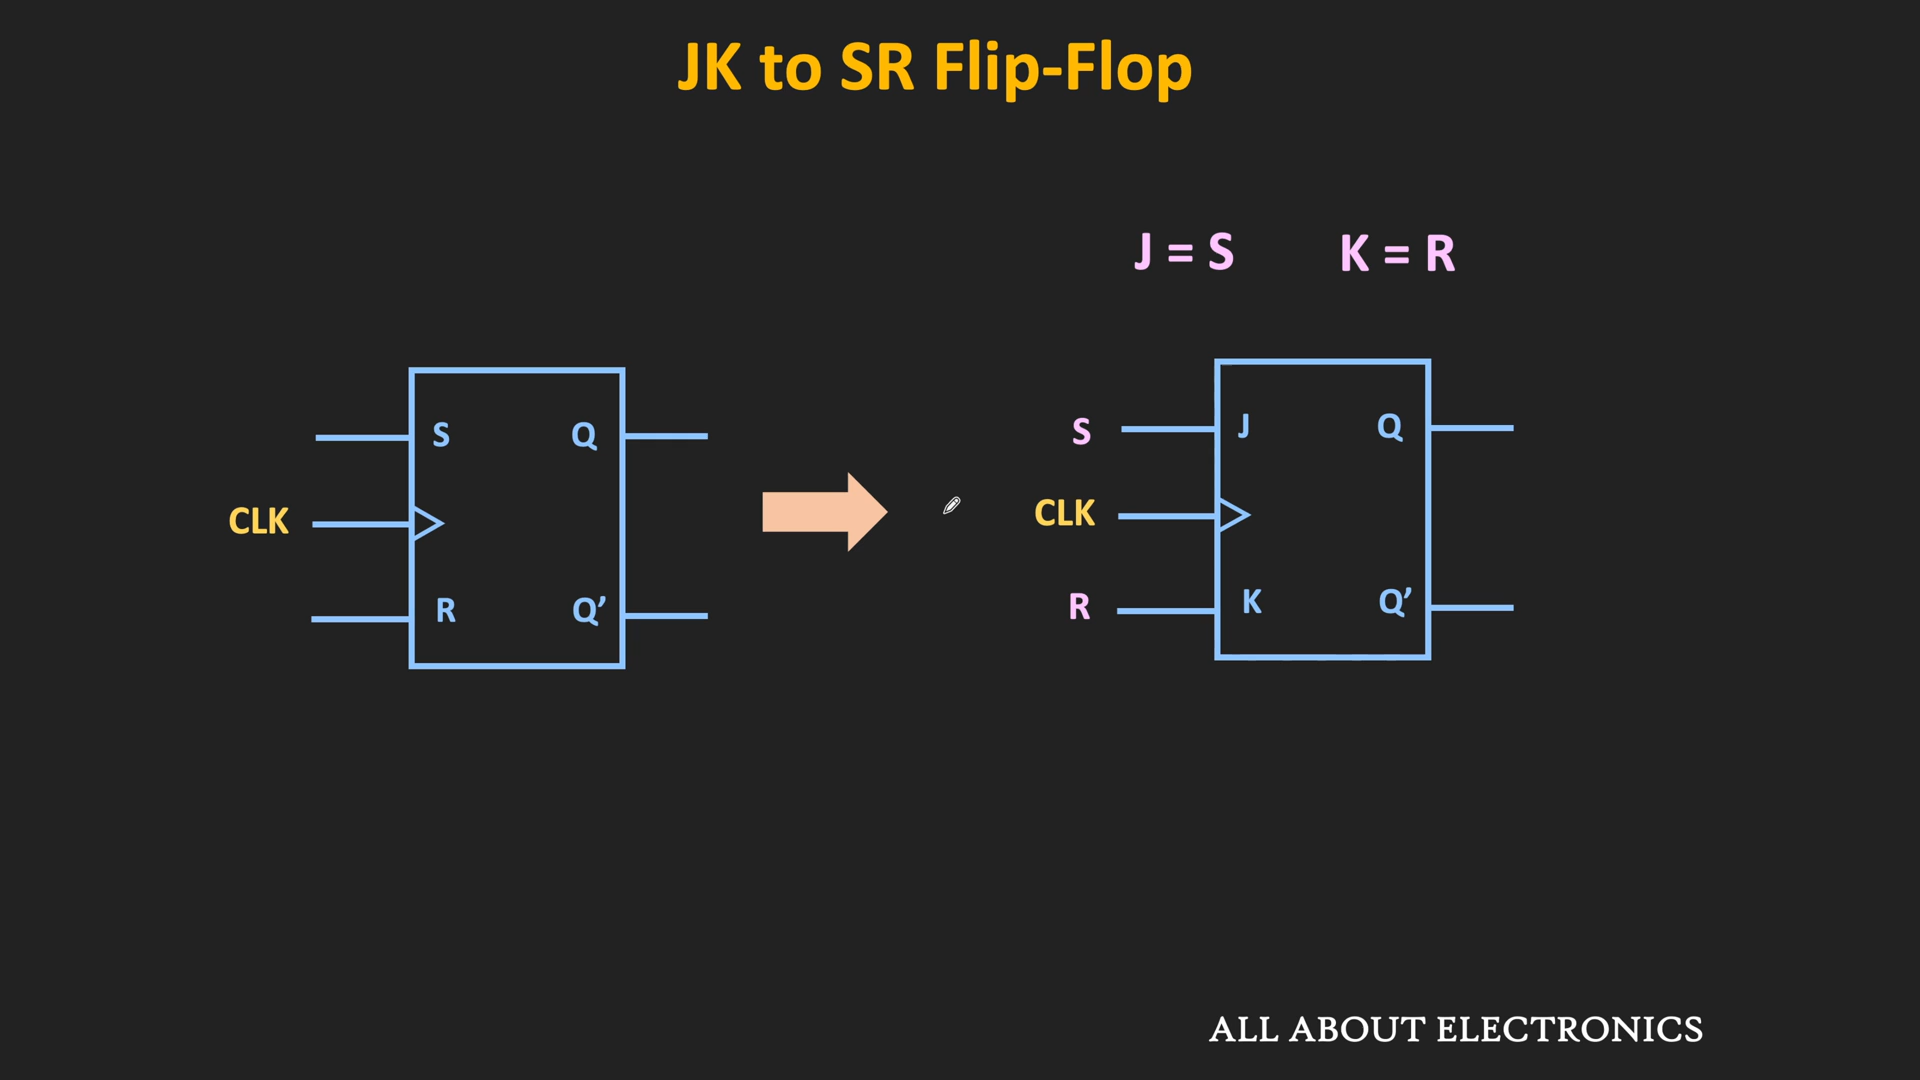 JK to SR Flip-Flop
J = S K = R
S Q
CLK
R Q’
S J Q
CLK
R K Q’
ALL ABOUT ELECTRONICS